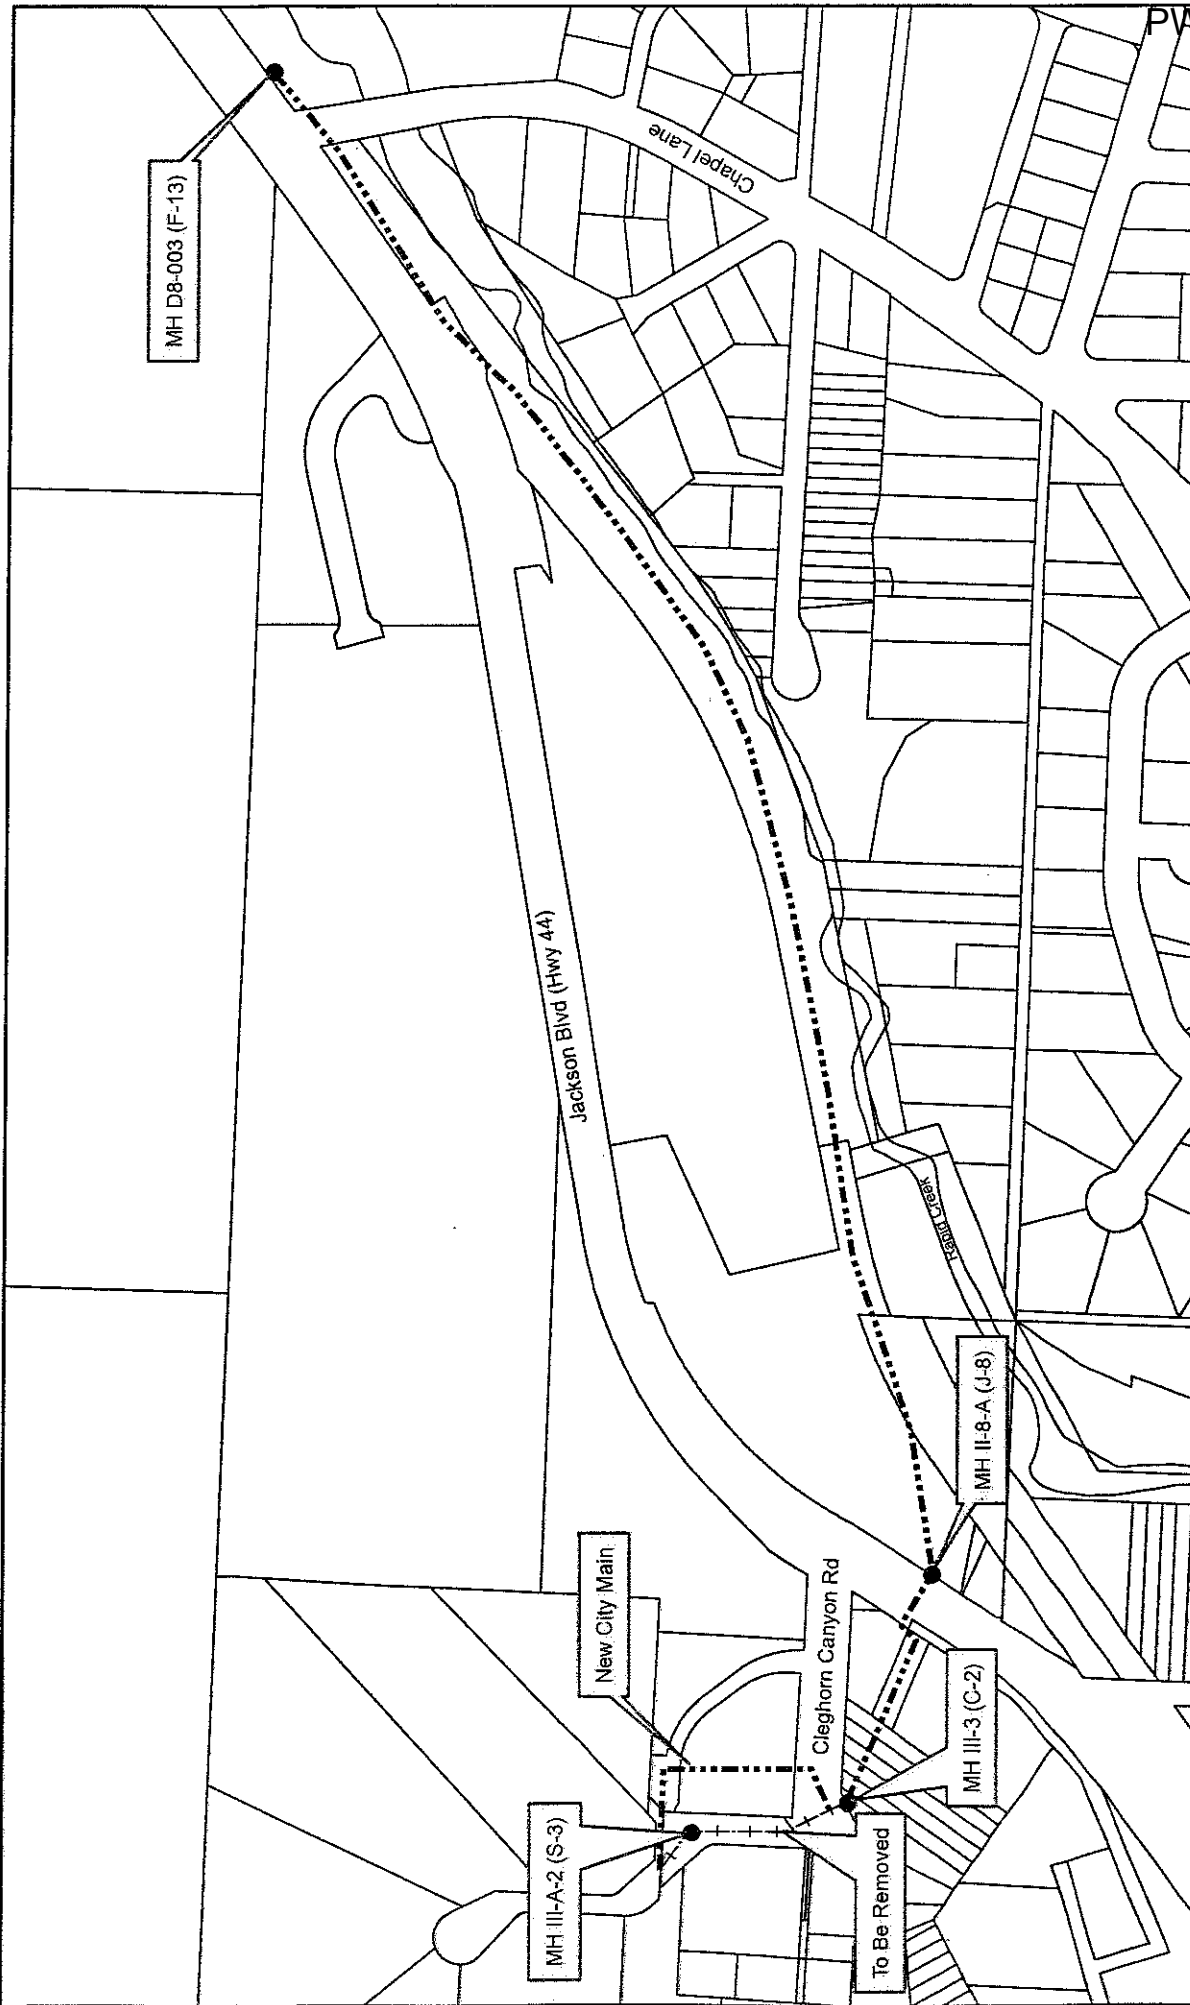 PW
MH D8-003 (F-13)
Chapel Lane
Jackson Blvd (Hwy 44)
Rapid Creek
MH II-8-A (J-8)
New City Main
Cleghorn Canyon Rd
MH III-3 (C-2)
MH III-A-2 (S-3)
To Be Removed